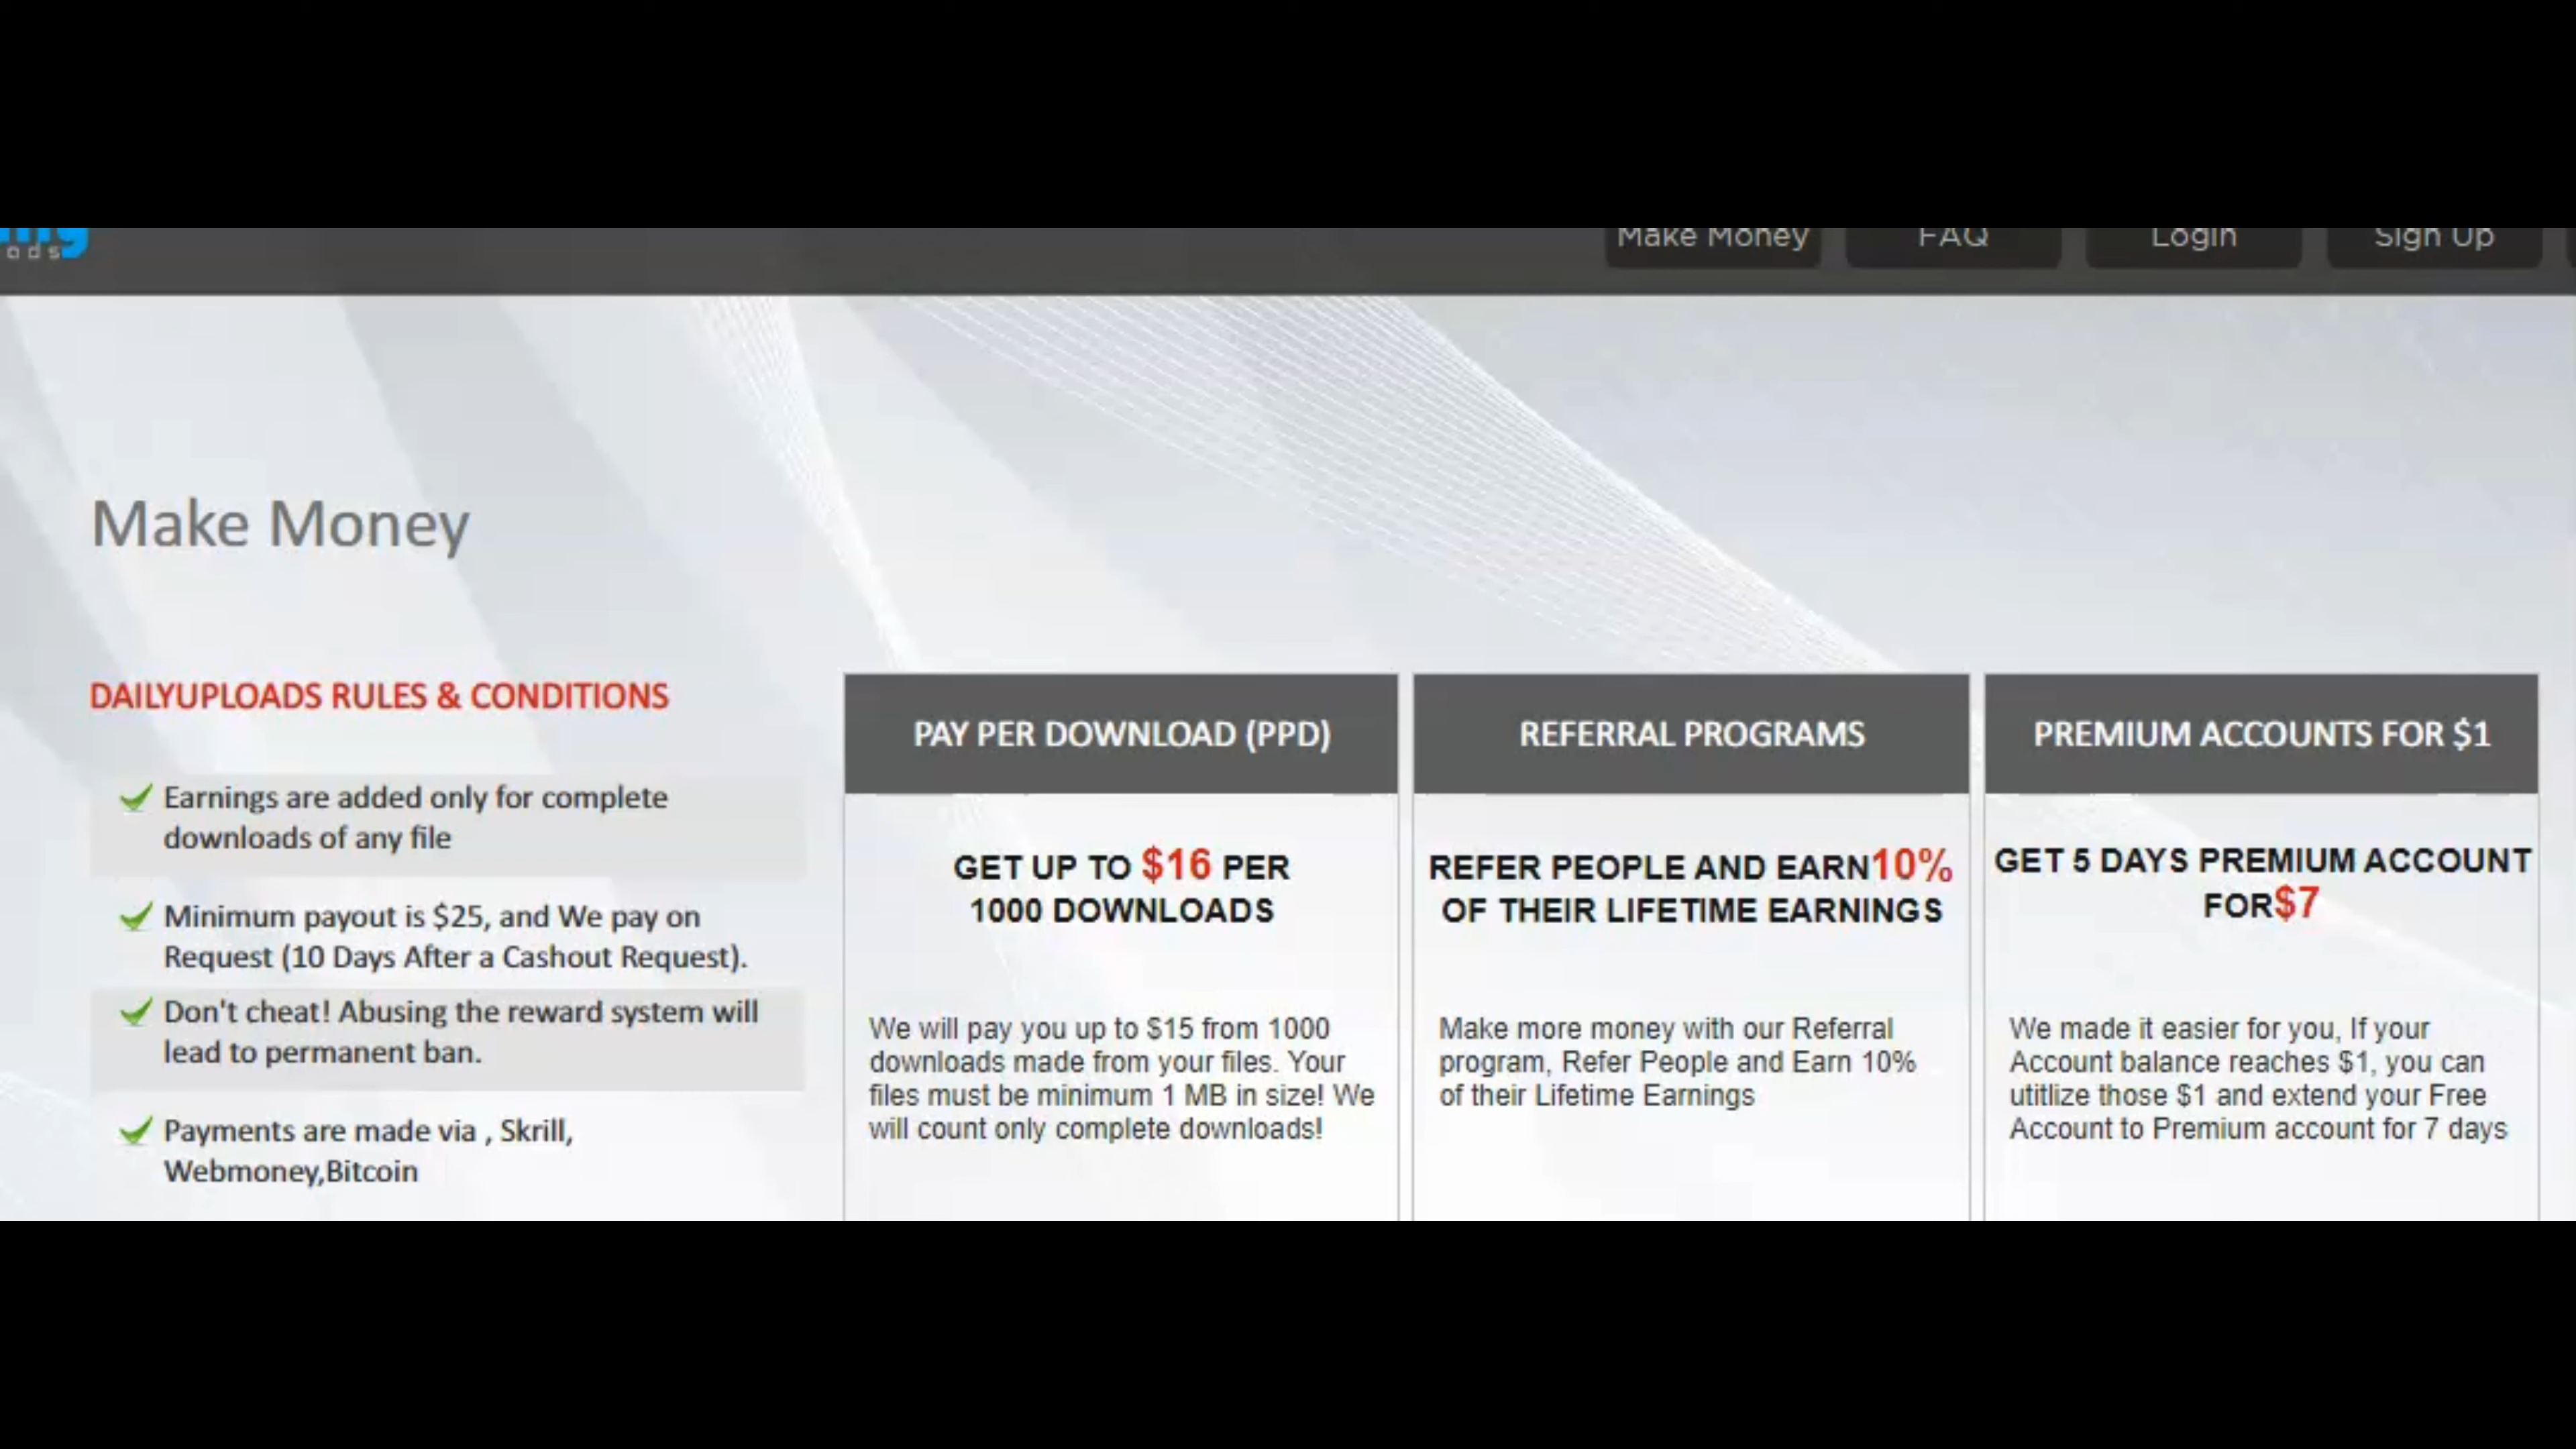 ads
Make Money
FAQ
Login
Sign Up
Make Money
DAILYUPLOADS RULES & CONDITIONS
Earnings are added only for complete
downloads of any file
Minimum payout is $25, and We pay on
Request (10 Days After a Cashout Request).
Don't cheat! Abusing the reward system will
lead to permanent ban.
Payments are made via , Skrill,
Webmoney,Bitcoin
PAY PER DOWNLOAD (PPD)
GET UP TO $16 PER
1000 DOWNLOADS
We will pay you up to $15 from 1000
downloads made from your files. Your
files must be minimum 1 MB in size! We
will count only complete downloads!
REFERRAL PROGRAMS
REFER PEOPLE AND EARN10%
OF THEIR LIFETIME EARNINGS
Make more money with our Referral
program, Refer People and Earn 10%
of their Lifetime Earnings
PREMIUM ACCOUNTS FOR $1
GET 5 DAYS PREMIUM ACCOUNT
FOR$7
We made it easier for you, If your
Account balance reaches $1, you can
utitlize those $1 and extend your Free
Account to Premium account for 7 days